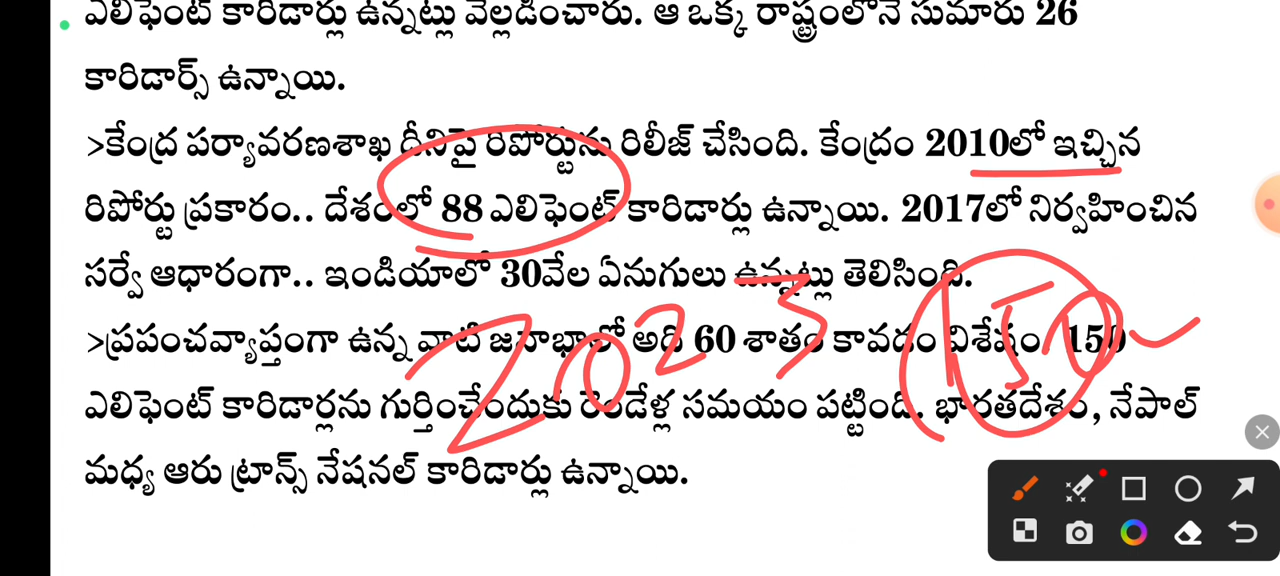 ఎలిఫెంట్ కారిడార్లు ఉన్నట్లు వెల్లడించారు. ఆ ఒక్క రాష్ట్రంలోనే సుమారు 26
కారిడార్స్ ఉన్నాయి.
>కేంద్ర పర్యావరణశాఖ దీనిపై రిపోర్టును రిలీజ్ చేసింది. కేంద్రం 2010లో ఇచ్చిన
రిపోర్టు ప్రకారం.. దేశంలో 88 ఎలిఫెంట్ కారిడార్లు ఉన్నాయి. 2017లో నిర్వహించిన
సర్వే ఆధారంగా.. ఇండియాలో 30వేల ఏనుగులు ఉన్నట్లు తెలిసింది.
2023 150
>ప్రపంచవ్యాప్తంగా ఉన్న వాటి జనాభాలో అది 60 శాతం కావడం విశేషం. 150
ఎలిఫెంట్ కారిడార్లను గుర్తించేందుకు రెండేళ్ల సమయం పట్టింది. భారతదేశం, నేపాల్
మధ్య ఆరు ట్రాన్స్ నేషనల్ కారిడార్లు ఉన్నాయి.